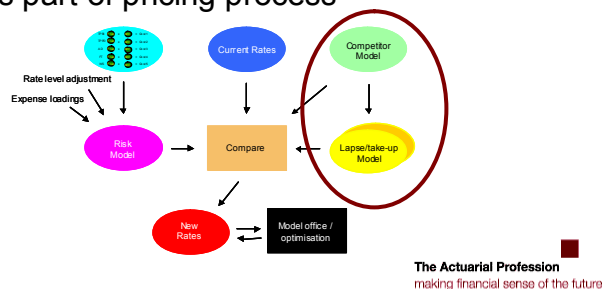 s part of pricing process
Current Rates
Competitor
Model
Rate level adjustment
Expense loadings
Risk
Model
Compare
Lapse/take-up
Model
New
Rates
Model office /
optimisation
The Actuarial Profession
making financial sense of the future